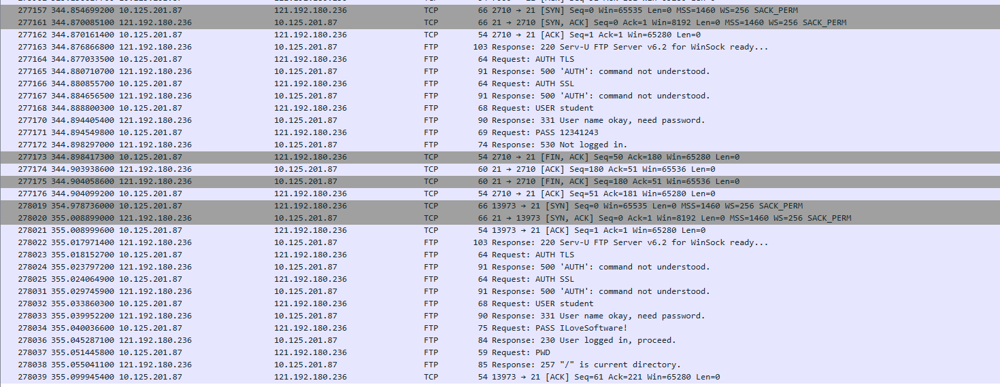 277157 344.854699200 10.125.201.87 121.192.180.236 TCP 66 2710 → 21 [SYN] Seq=0 Win=65535 Len=0 MSS=1460 WS=256 SACK_PERM
277161 344.870085100 121.192.180.236 10.125.201.87 TCP 66 21 → 2710 [SYN, ACK] Seq=0 Ack=1 Win=8192 Len=0 MSS=1460 WS=256 SACK_PERM
277162 344.870161400 10.125.201.87 121.192.180.236 TCP 54 2710 → 21 [ACK] Seq=1 Ack=1 Win=65280 Len=0
277163 344.876866800 121.192.180.236 10.125.201.87 FTP 103 Response: 220 Serv-U FTP Server v6.2 for WinSock ready...
277164 344.877033500 10.125.201.87 121.192.180.236 FTP 64 Request: AUTH TLS
277165 344.880710700 121.192.180.236 10.125.201.87 FTP 91 Response: 500 'AUTH': command not understood.
277166 344.880855700 10.125.201.87 121.192.180.236 FTP 64 Request: AUTH SSL
277167 344.884656500 121.192.180.236 10.125.201.87 FTP 91 Response: 500 'AUTH': command not understood.
277168 344.888800300 10.125.201.87 121.192.180.236 FTP 68 Request: USER student
277170 344.894405400 121.192.180.236 10.125.201.87 FTP 90 Response: 331 User name okay, need password.
277171 344.894549800 10.125.201.87 121.192.180.236 FTP 69 Request: PASS 12341243
277172 344.898297000 121.192.180.236 10.125.201.87 FTP 74 Response: 530 Not logged in.
277173 344.898417300 10.125.201.87 121.192.180.236 TCP 54 2710 → 21 [FIN, ACK] Seq=50 Ack=180 Win=65280 Len=0
277174 344.903938600 121.192.180.236 10.125.201.87 TCP 60 21 → 2710 [ACK] Seq=180 Ack=51 Win=65536 Len=0
277175 344.904058600 121.192.180.236 10.125.201.87 TCP 60 21 → 2710 [FIN, ACK] Seq=180 Ack=51 Win=65536 Len=0
277176 344.904099200 10.125.201.87 121.192.180.236 TCP 54 2710 → 21 [ACK] Seq=51 Ack=181 Win=65280 Len=0
278019 354.978736000 10.125.201.87 121.192.180.236 TCP 66 13973 → 21 [SYN] Seq=0 Win=65535 Len=0 MSS=1460 WS=256 SACK_PERM
278020 355.008899000 121.192.180.236 10.125.201.87 TCP 66 21 → 13973 [SYN, ACK] Seq=0 Ack=1 Win=8192 Len=0 MSS=1460 WS=256 SACK_PERM
278021 355.008999600 10.125.201.87 121.192.180.236 TCP 54 13973 → 21 [ACK] Seq=1 Ack=1 Win=65280 Len=0
278022 355.017971400 121.192.180.236 10.125.201.87 FTP 103 Response: 220 Serv-U FTP Server v6.2 for WinSock ready...
278023 355.018152700 10.125.201.87 121.192.180.236 FTP 64 Request: AUTH TLS
278024 355.023797200 121.192.180.236 10.125.201.87 FTP 91 Response: 500 'AUTH': command not understood.
278025 355.024064900 10.125.201.87 121.192.180.236 FTP 64 Request: AUTH SSL
278031 355.029745900 121.192.180.236 10.125.201.87 FTP 91 Response: 500 'AUTH': command not understood.
278032 355.033860300 10.125.201.87 121.192.180.236 FTP 68 Request: USER student
278033 355.039952200 121.192.180.236 10.125.201.87 FTP 90 Response: 331 User name okay, need password.
278034 355.040036600 10.125.201.87 121.192.180.236 FTP 75 Request: PASS ILoveSoftware!
278036 355.045287100 121.192.180.236 10.125.201.87 FTP 84 Response: 230 User logged in, proceed.
278037 355.051445800 10.125.201.87 121.192.180.236 FTP 59 Request: PWD
278038 355.055041100 121.192.180.236 10.125.201.87 FTP 85 Response: 257 "/" is current directory.
278039 355.099945400 10.125.201.87 121.192.180.236 TCP 54 13973 → 21 [ACK] Seq=61 Ack=221 Win=65280 Len=0